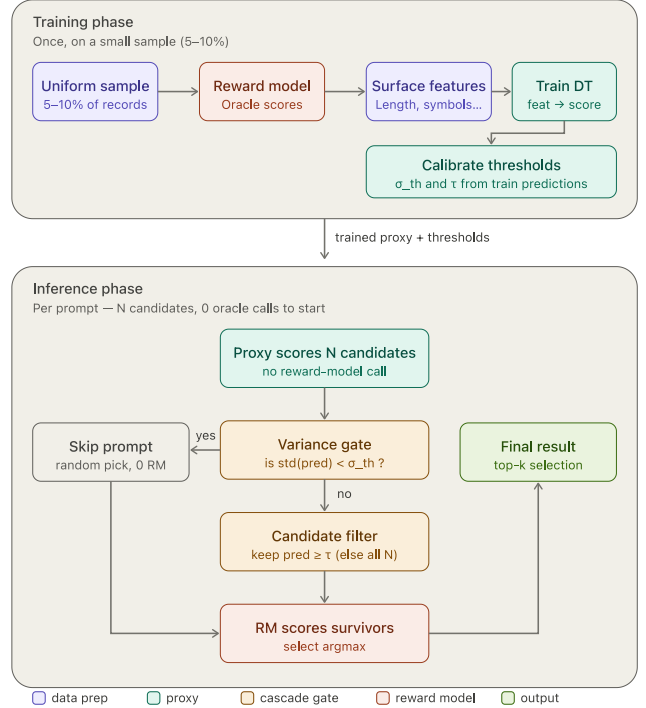 Training phase
Once, on a small sample (5–10%)
Uniform sample
5–10% of records
Reward model
Oracle scores
Surface features
Length, symbols...
Train DT
feat → score
Calibrate thresholds
σ_th and τ from train predictions
trained proxy + thresholds
Inference phase
Per prompt — N candidates, 0 oracle calls to start
Proxy scores N candidates
no reward-model call
Skip prompt
random pick, 0 RM
yes
Variance gate
is std(pred) < σ_th ?
Final result
top-k selection
no
Candidate filter
keep pred ≥ τ (else all N)
RM scores survivors
select argmax
data prep
proxy
cascade gate
reward model
output